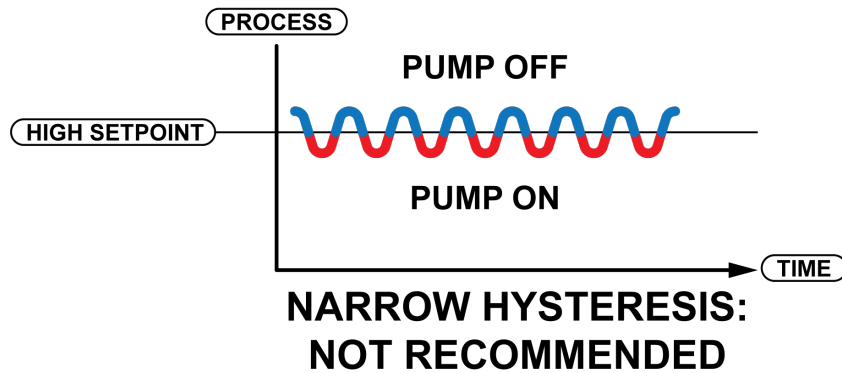 PROCESS
PUMP OFF
HIGH SETPOINT
PUMP ON
TIME
NARROW HYSTERESIS:
NOT RECOMMENDED